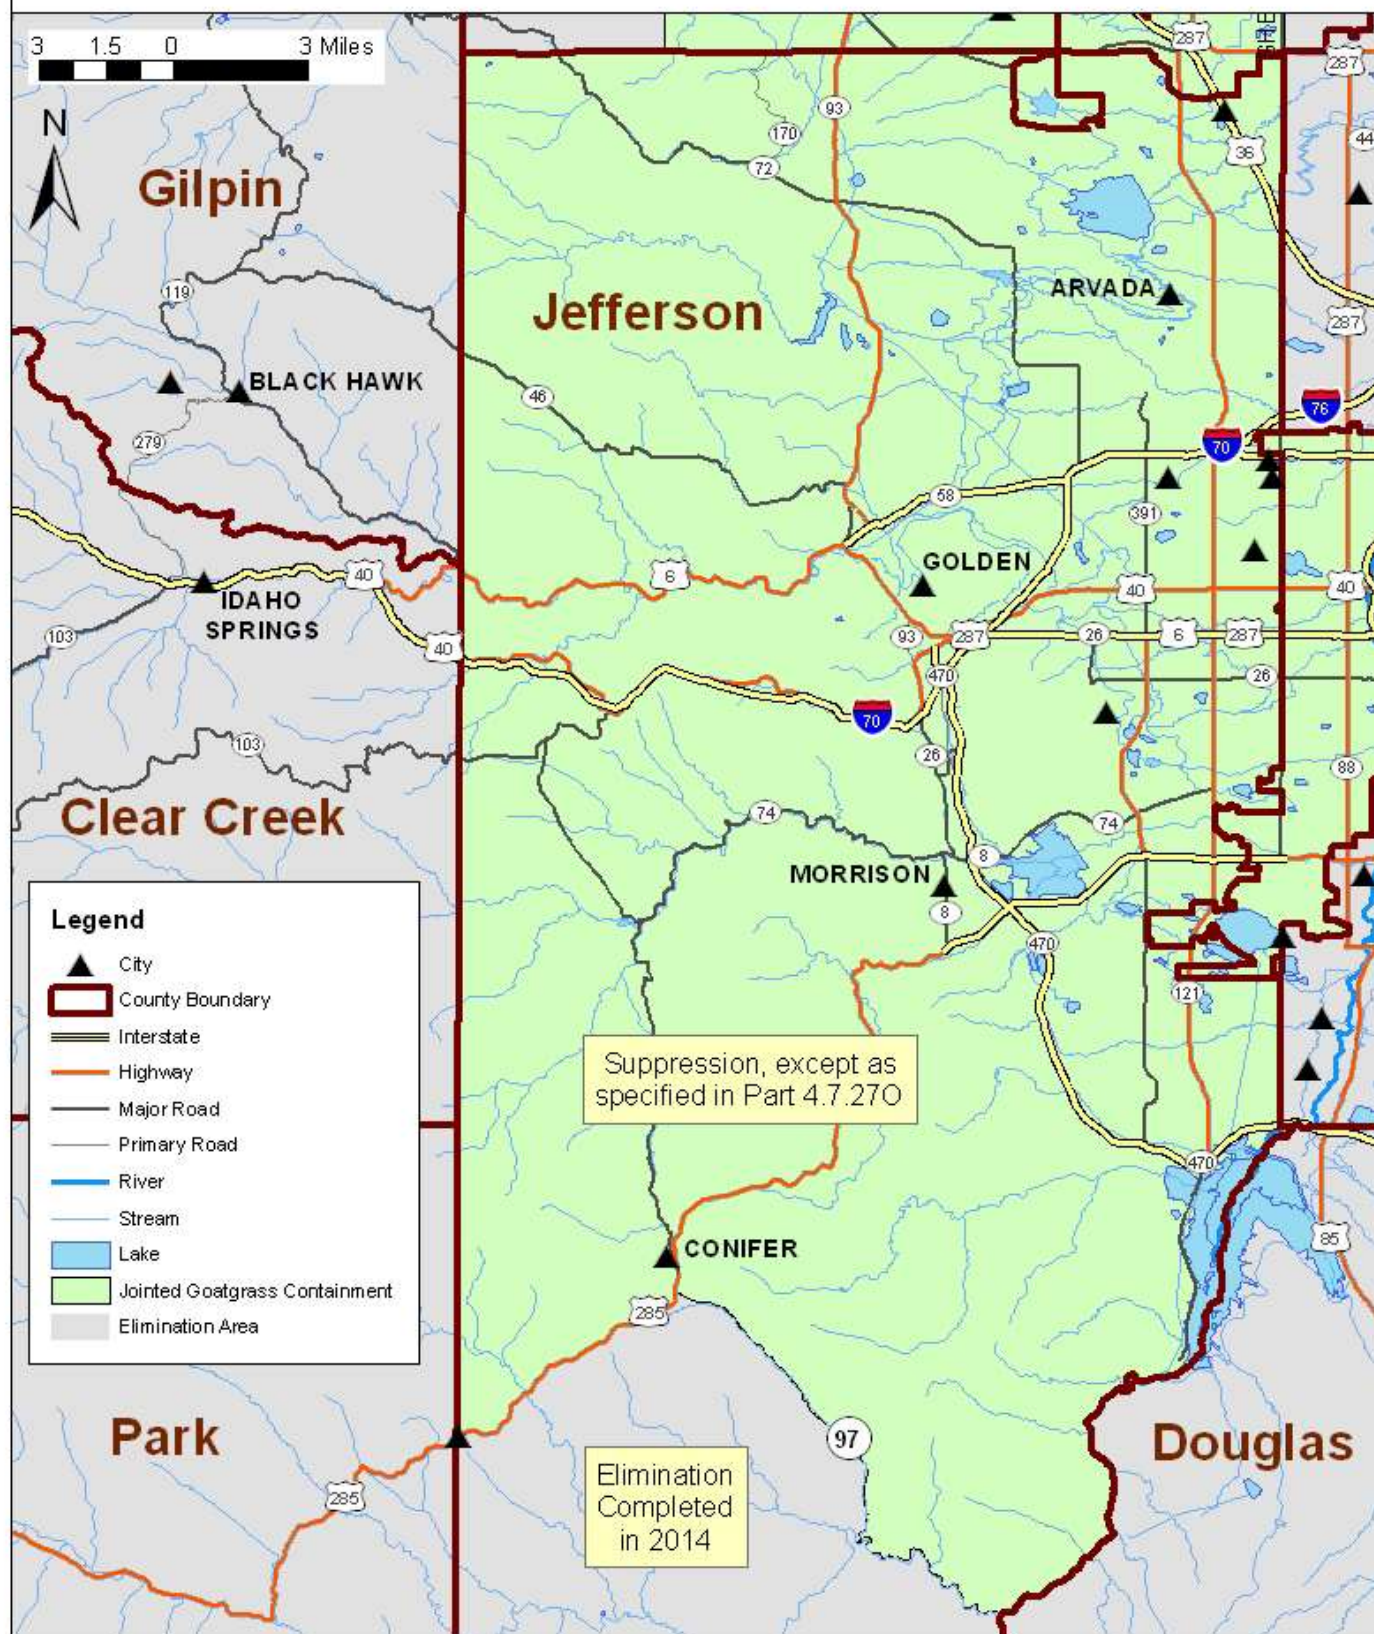 3 1.5 0 3 Miles
N
287
287
93
44
170
36
72
Gilpin
119
Jefferson
ARVADA
287
BLACK HAWK
46
76
279
70
58
391
GOLDEN
40
6
40
40
IDAHO
SPRINGS
103
93
287
26
6
287
40
470
26
70
103
26
88
Clear Creek
74
74
8
MORRISON
8
470
121
Legend
City
County Boundary
Interstate
Highway
Major Road
Primary Road
River
Stream
Lake
Jointed Goatgrass Containment
Elimination Area
Suppression, except as
specified in Part 4.7.27O
470
CONIFER
85
285
Park
97
Douglas
Elimination
Completed
in 2014
285